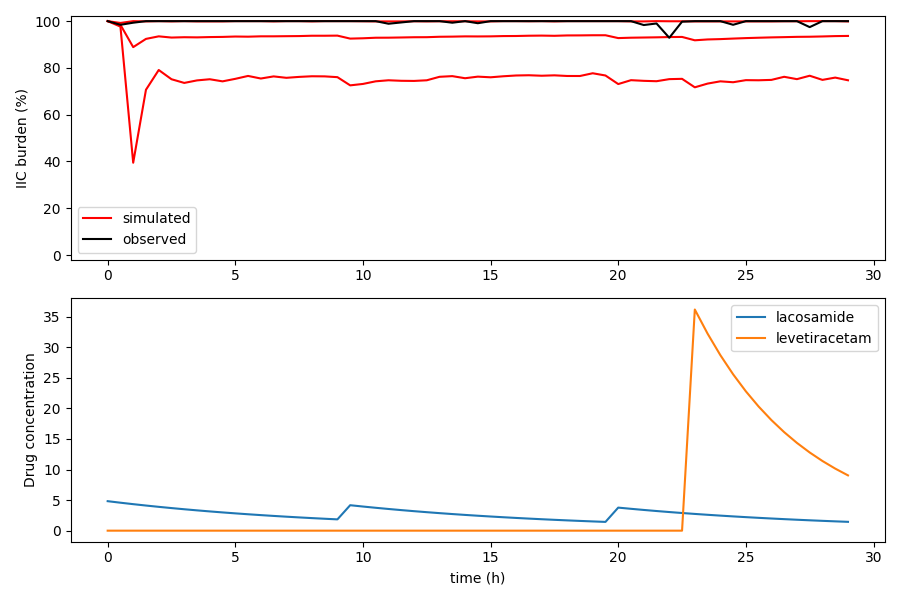 100
80
60
40
20
0
IIC burden (%)
simulated
observed
0 5 10 15 20 25 30
35
30
25
20
15
10
5
0
Drug concentration
lacosamide
levetiracetam
0 5 10 15 20 25 30
time (h)